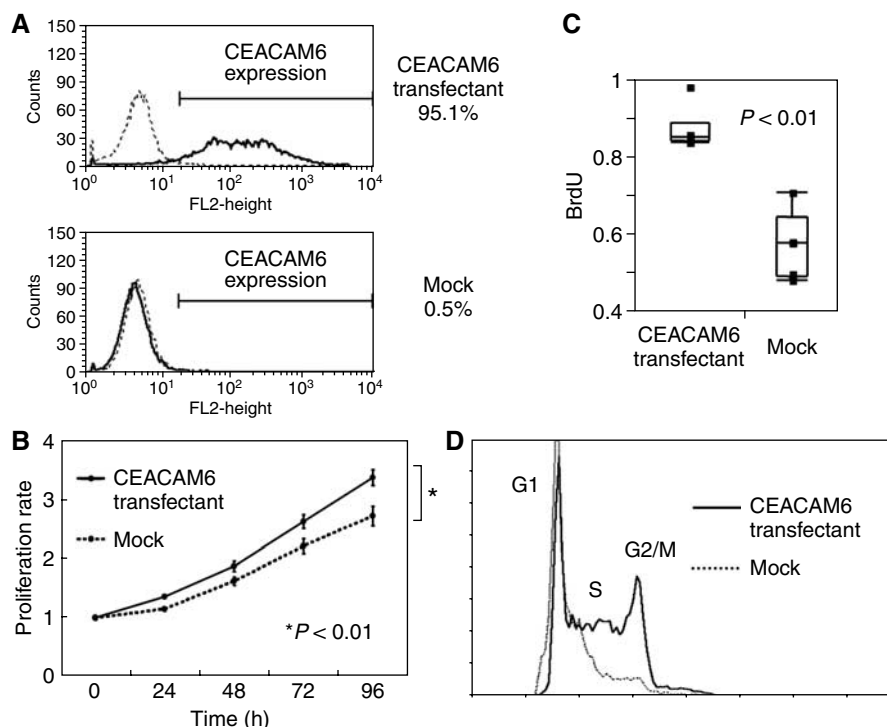 A
150
120
90
60
30
0
Counts
CEACAM6
expression
10^0 10^1 10^2 10^3 10^4
FL2-height
CEACAM6
transfectant
95.1%
150
120
90
60
30
0
Counts
CEACAM6
expression
10^0 10^1 10^2 10^3 10^4
FL2-height
Mock
0.5%
C
1
0.8
0.6
0.4
BrdU
P < 0.01
CEACAM6
transfectant
Mock
B
4
3
2
1
0
Proliferation rate
CEACAM6
transfectant
Mock
*
*P < 0.01
0 24 48 72 96
Time (h)
D
G1
S
G2/M
CEACAM6
transfectant
Mock